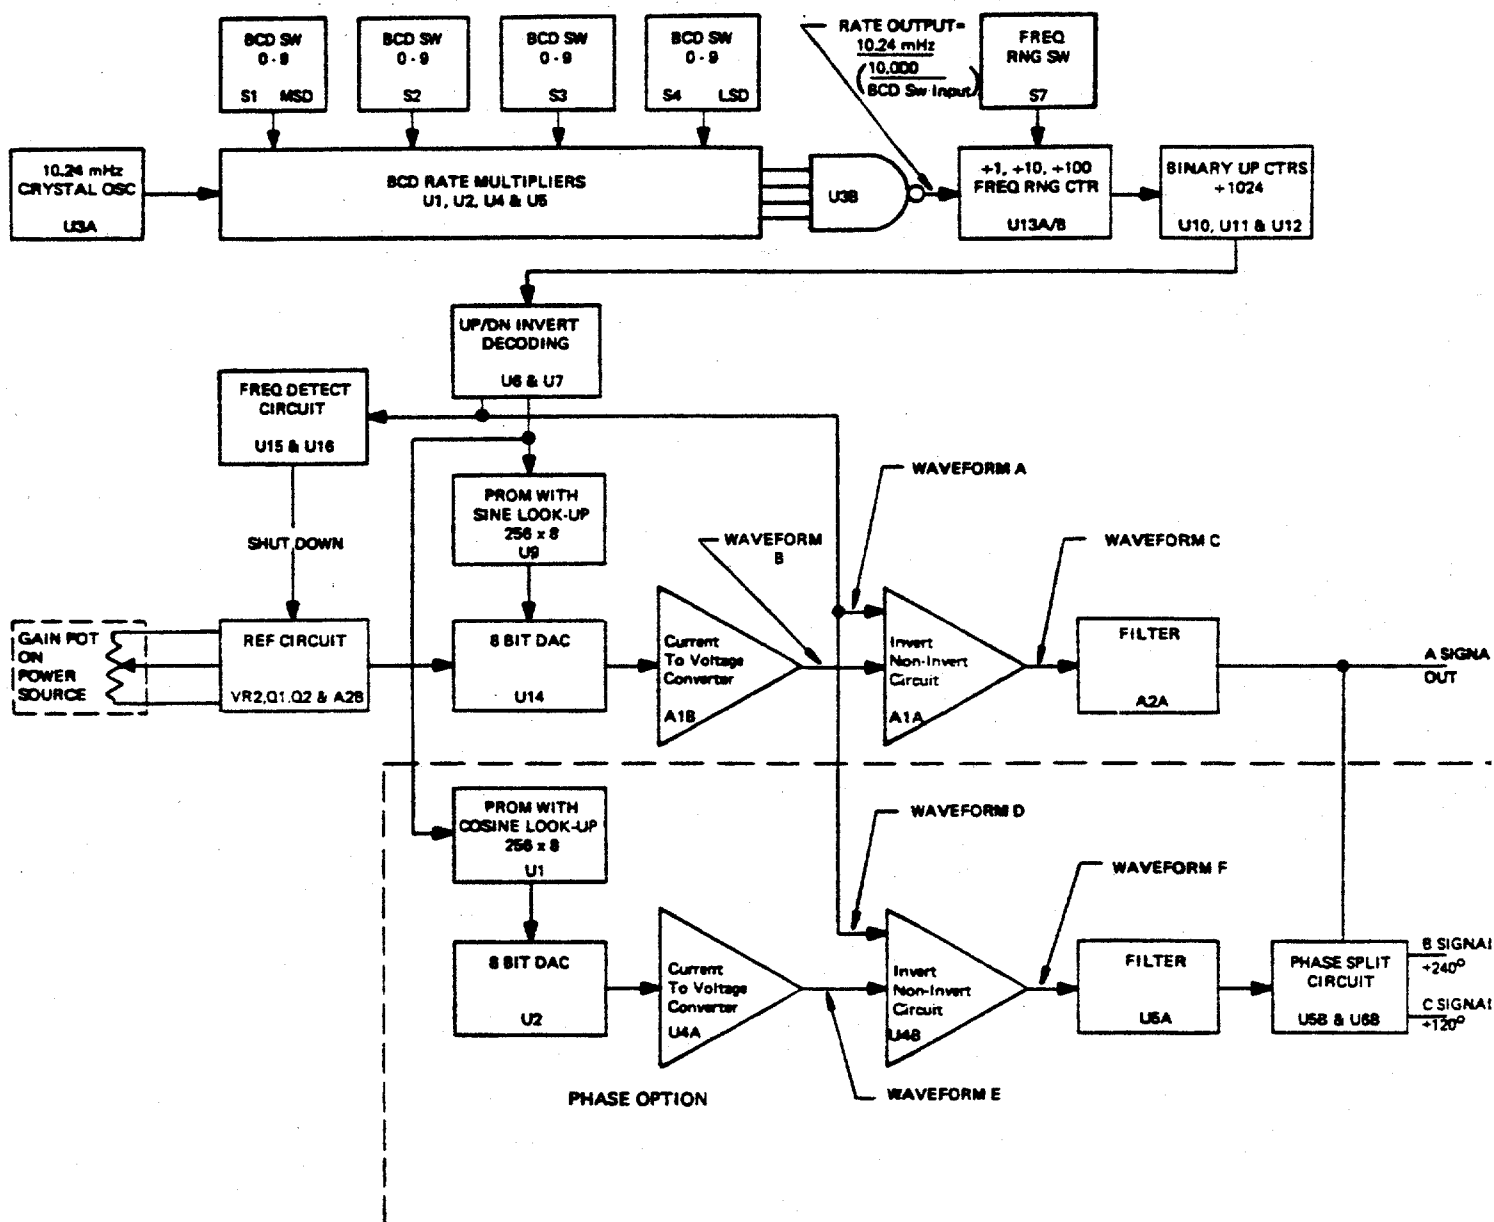 BCD SW
0 - 9
S1 MSD
BCD SW
0 - 9
S2
BCD SW
0 - 9
S3
BCD SW
0 - 9
S4 LSD
RATE OUTPUT=
10.24 mHz
(10,000
BCD Sw Input)
FREQ
RNG SW
S7
10.24 mHz
CRYSTAL OSC
U3A
BCD RATE MULTIPLIERS
U1, U2, U4 & U5
U3B
÷1, ÷10, ÷100
FREQ RNG CTR
U13A/B
BINARY UP CTRS
÷1024
U10, U11 & U12
UP/DN INVERT
DECODING
U6 & U7
FREQ DETECT
CIRCUIT
U15 & U16
SHUT DOWN
PROM WITH
SINE LOOK-UP
256 x 8
U9
WAVEFORM A
WAVEFORM
B
WAVEFORM C
GAIN POT
ON
POWER
SOURCE
REF CIRCUIT
VR2,Q1,Q2 & A2B
8 BIT DAC
U14
Current
To Voltage
Converter
A1B
Invert
Non-Invert
Circuit
A1A
FILTER
A2A
A SIGNA
OUT
PROM WITH
COSINE LOOK-UP
256 x 8
U1
WAVEFORM D
WAVEFORM F
8 BIT DAC
U2
Current
To Voltage
Converter
U4A
Invert
Non-Invert
Circuit
U4B
FILTER
U5A
PHASE SPLIT
CIRCUIT
U5B & U6B
B SIGNAL
+240°
C SIGNAL
+120°
WAVEFORM E
PHASE OPTION